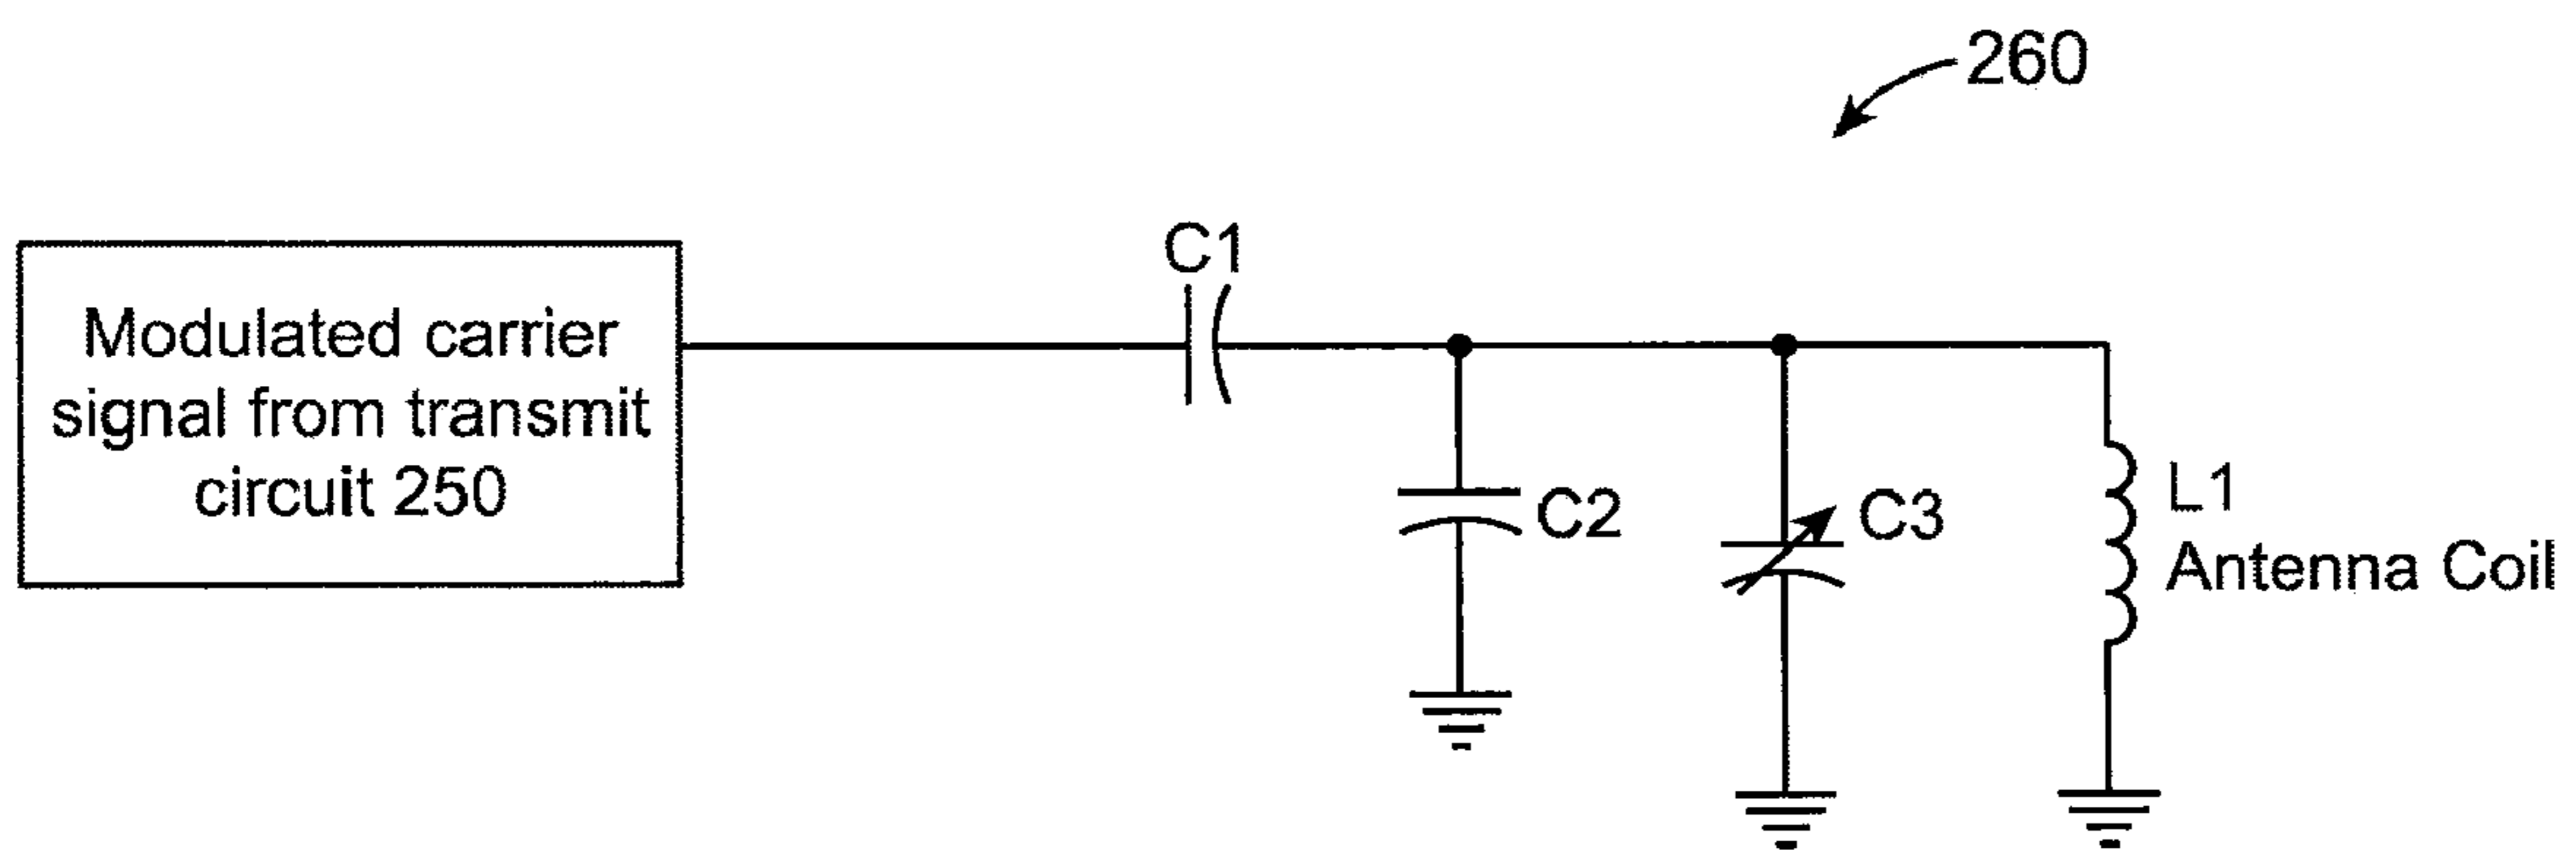 260
C1
Modulated carrier
signal from transmit
circuit 250
C2
C3
L1
Antenna Coil